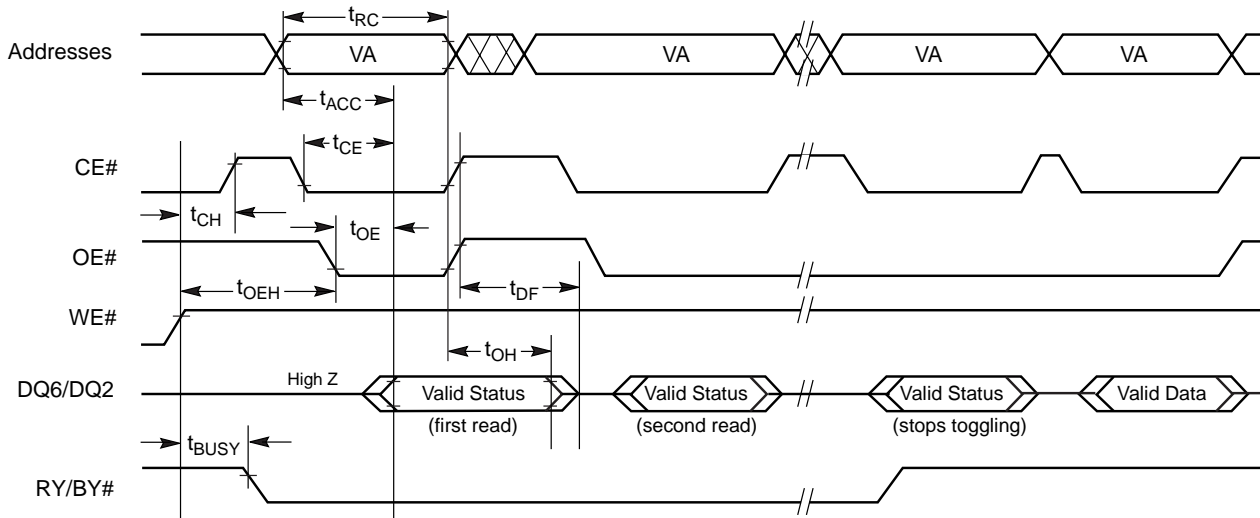 tRC
Addresses VA VA VA VA
tACC
tCE
CE#
tCH tOE
OE#
tOEH tDF
WE#
tOH
DQ6/DQ2 High Z Valid Status Valid Status Valid Status Valid Data
(first read) (second read) (stops toggling)
tBUSY
RY/BY#